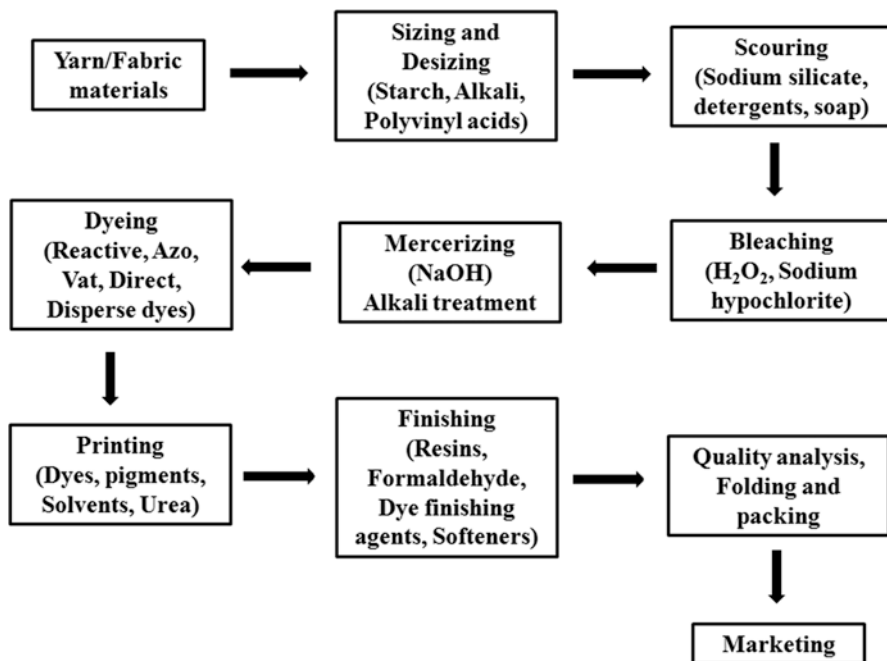 Yarn/Fabric
materials
Sizing and
Desizing
(Starch, Alkali,
Polyvinyl acids)
Scouring
(Sodium silicate,
detergents, soap)
Bleaching
(H₂O₂, Sodium
hypochlorite)
Mercerizing
(NaOH)
Alkali treatment
Dyeing
(Reactive, Azo,
Vat, Direct,
Disperse dyes)
Printing
(Dyes, pigments,
Solvents, Urea)
Finishing
(Resins,
Formaldehyde,
Dye finishing
agents, Softeners)
Quality analysis,
Folding and
packing
Marketing